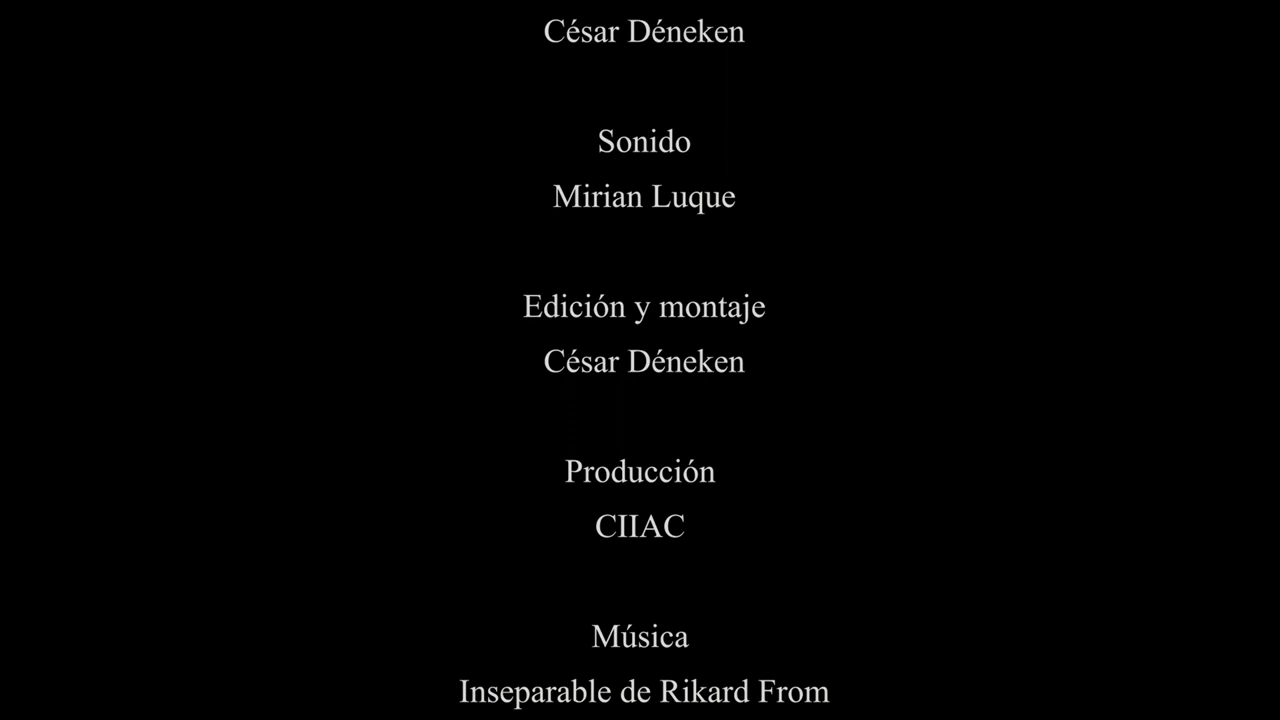 César Déneken
Sonido
Mirian Luque
Edición y montaje
César Déneken
Producción
CIIAC
Música
Inseparable de Rikard From